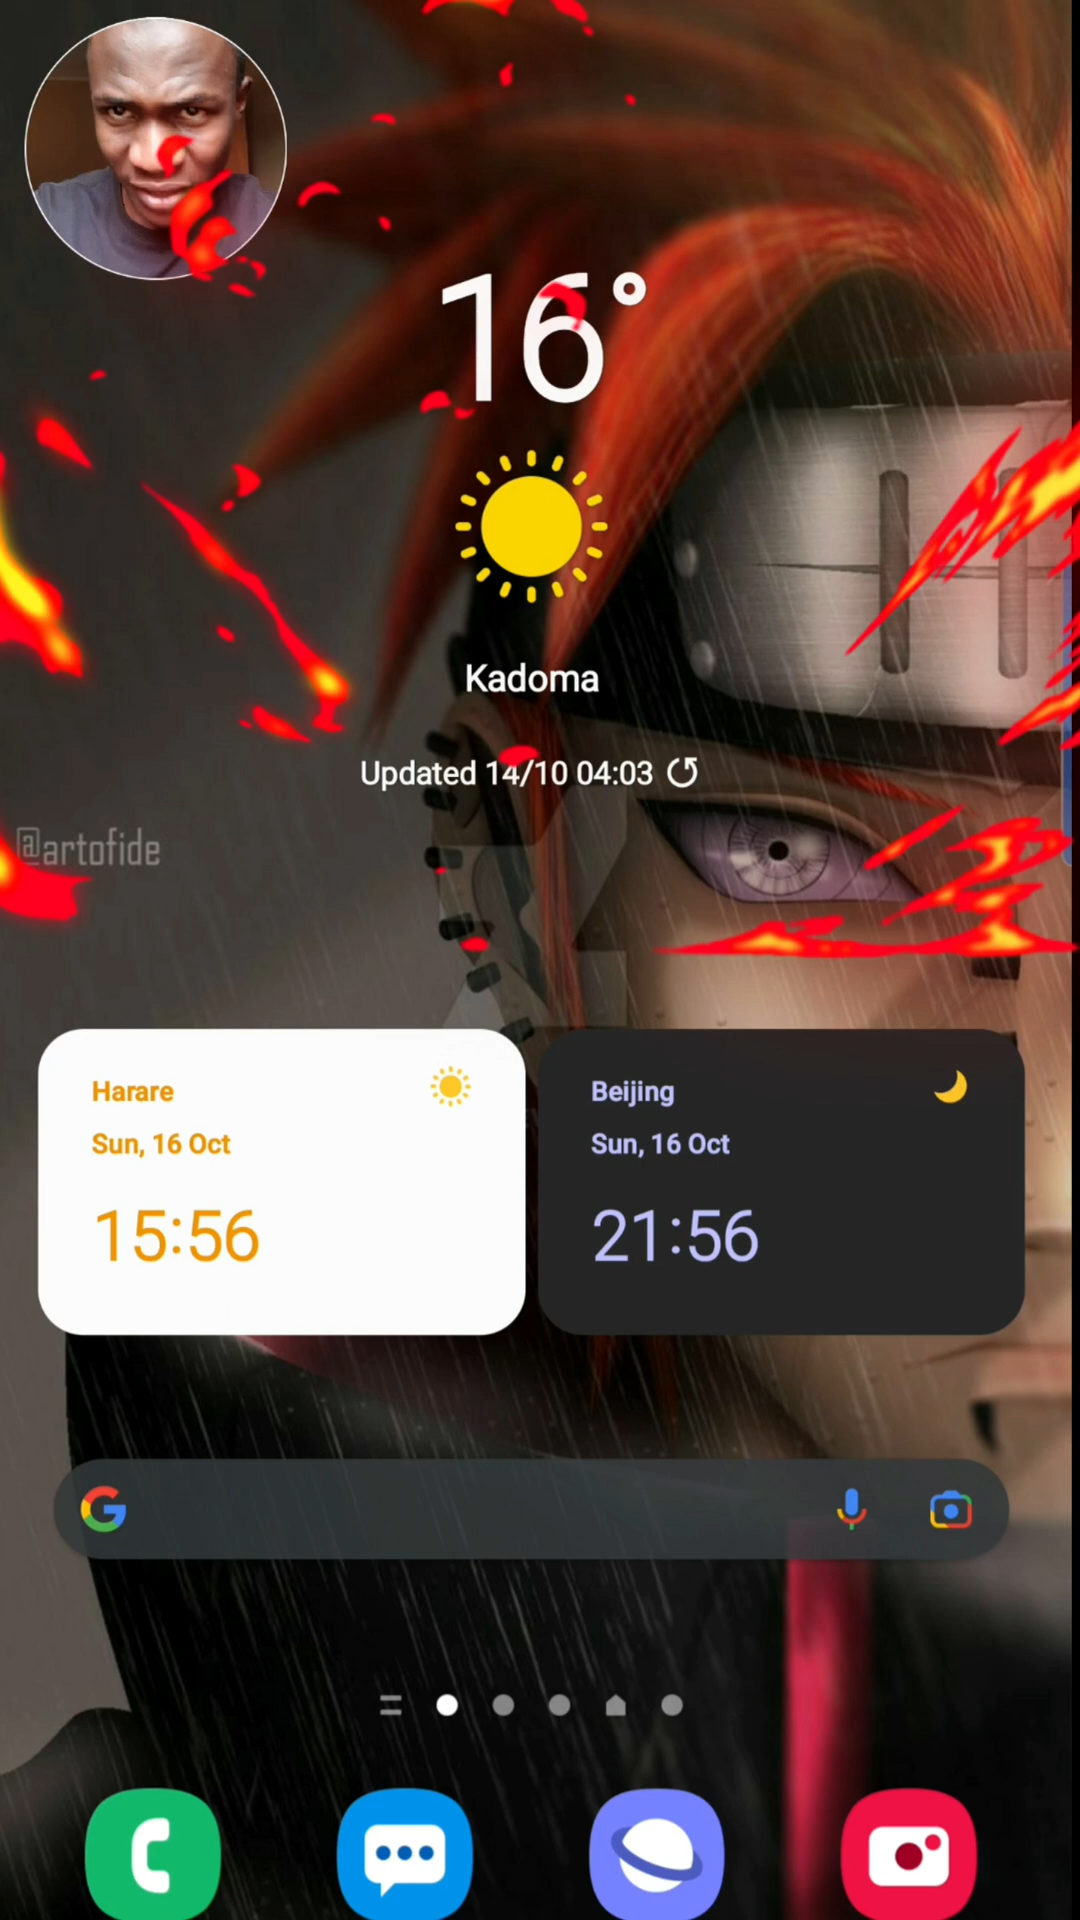 16°
Kadoma
Updated 14/10 04:03
@artofide
Harare
Sun, 16 Oct
15:56
Beijing
Sun, 16 Oct
21:56